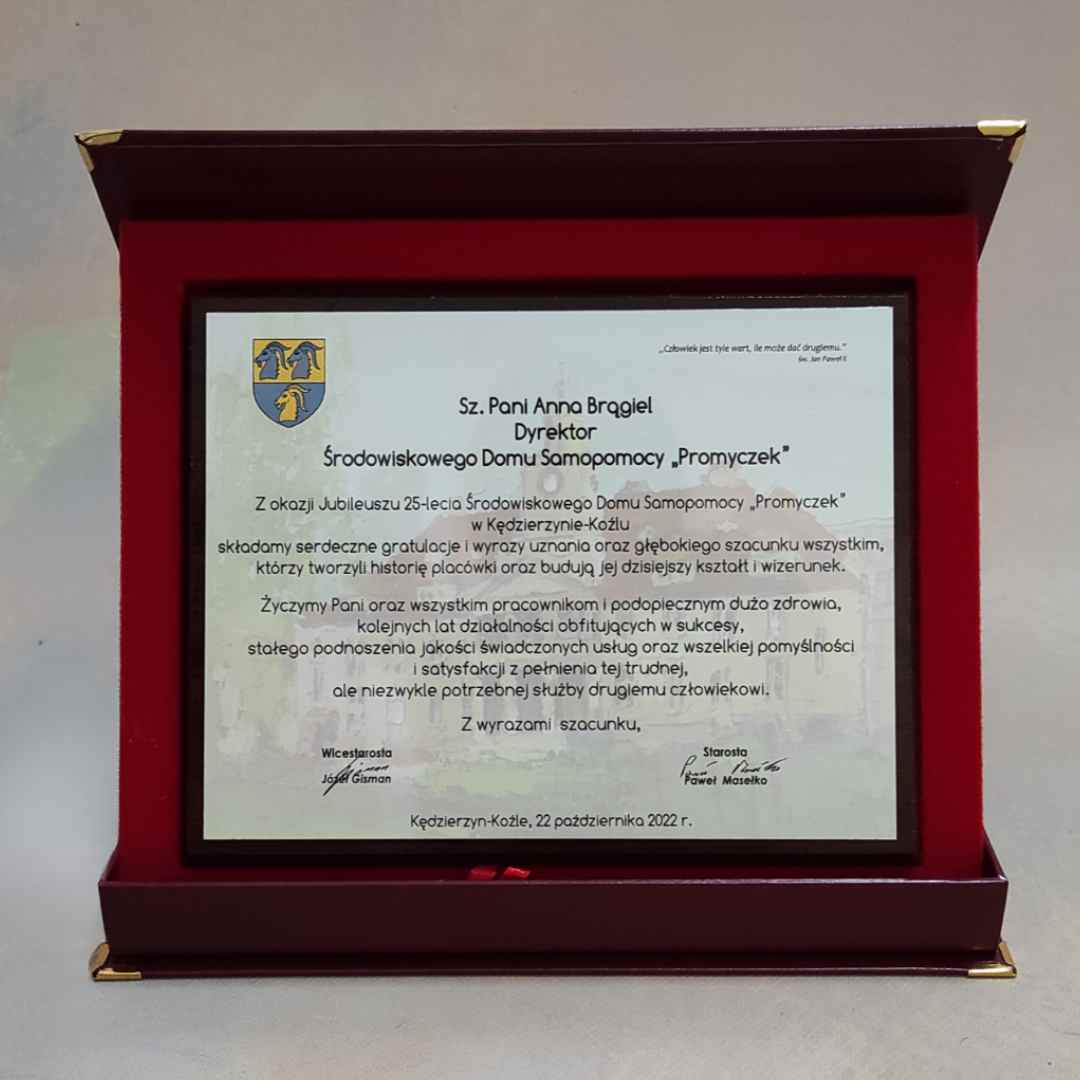 „Człowiek jest tyle wart, ile może dać drugiemu.”
św. Jan Paweł II
Sz. Pani Anna Brągiel
Dyrektor
Środowiskowego Domu Samopomocy „Promyczek”
Z okazji Jubileuszu 25-lecia Środowiskowego Domu Samopomocy „Promyczek”
w Kędzierzynie-Koźlu
składamy serdeczne gratulacje i wyrazy uznania oraz głębokiego szacunku wszystkim,
którzy tworzyli historię placówki oraz budują jej dzisiejszy kształt i wizerunek.
Życzymy Pani oraz wszystkim pracownikom i podopiecznym dużo zdrowia,
kolejnych lat działalności obfitujących w sukcesy,
stałego podnoszenia jakości świadczonych usług oraz wszelkiej pomyślności
i satysfakcji z pełnienia tej trudnej,
ale niezwykle potrzebnej służby drugiemu człowiekowi.
Z wyrazami szacunku,
Wicestarosta
Józef Gisman
Starosta
Paweł Masełko
Kędzierzyn-Koźle, 22 października 2022 r.